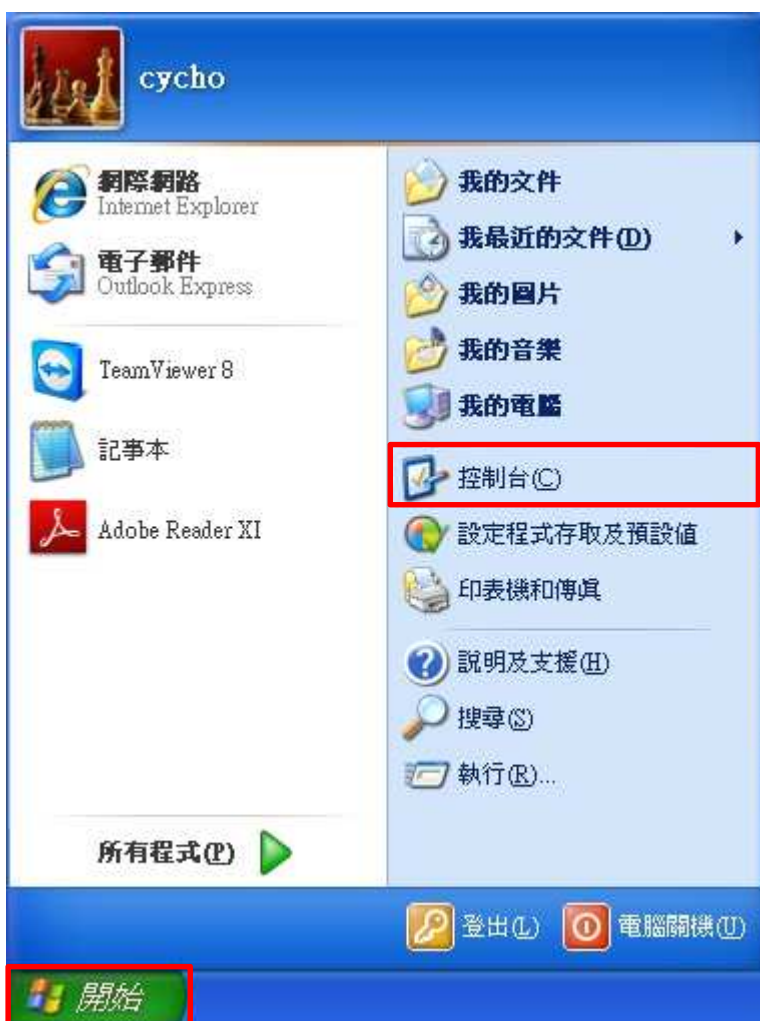 cycho
網際網路
Internet Explorer
電子郵件
Outlook Express
TeamViewer 8
記事本
Adobe Reader XI
所有程式(P)
我的文件
我最近的文件(D)
我的圖片
我的音樂
我的電腦
控制台(C)
設定程式存取及預設值
印表機和傳真
說明及支援(H)
搜尋(S)
執行(R)...
登出(L)
電腦關機(U)
開始